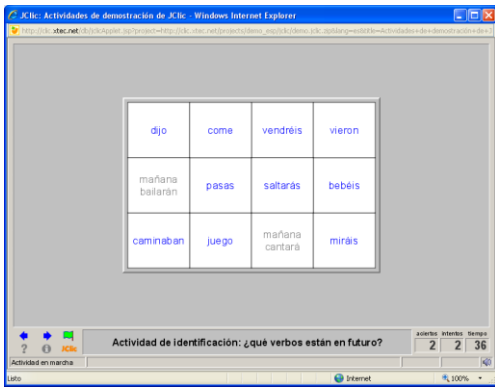 JClic: Actividades de demostración de JClic - Windows Internet Explorer
dijo come vendréis vieron
mañana
bailarán
pasas saltarás bebéis
caminaban juego
mañana
cantará
miráis
JClic
Actividad de identificación: ¿qué verbos están en futuro?
aciertos intentos tiempo
2 2 36
Actividad en marcha
Listo Internet 100%